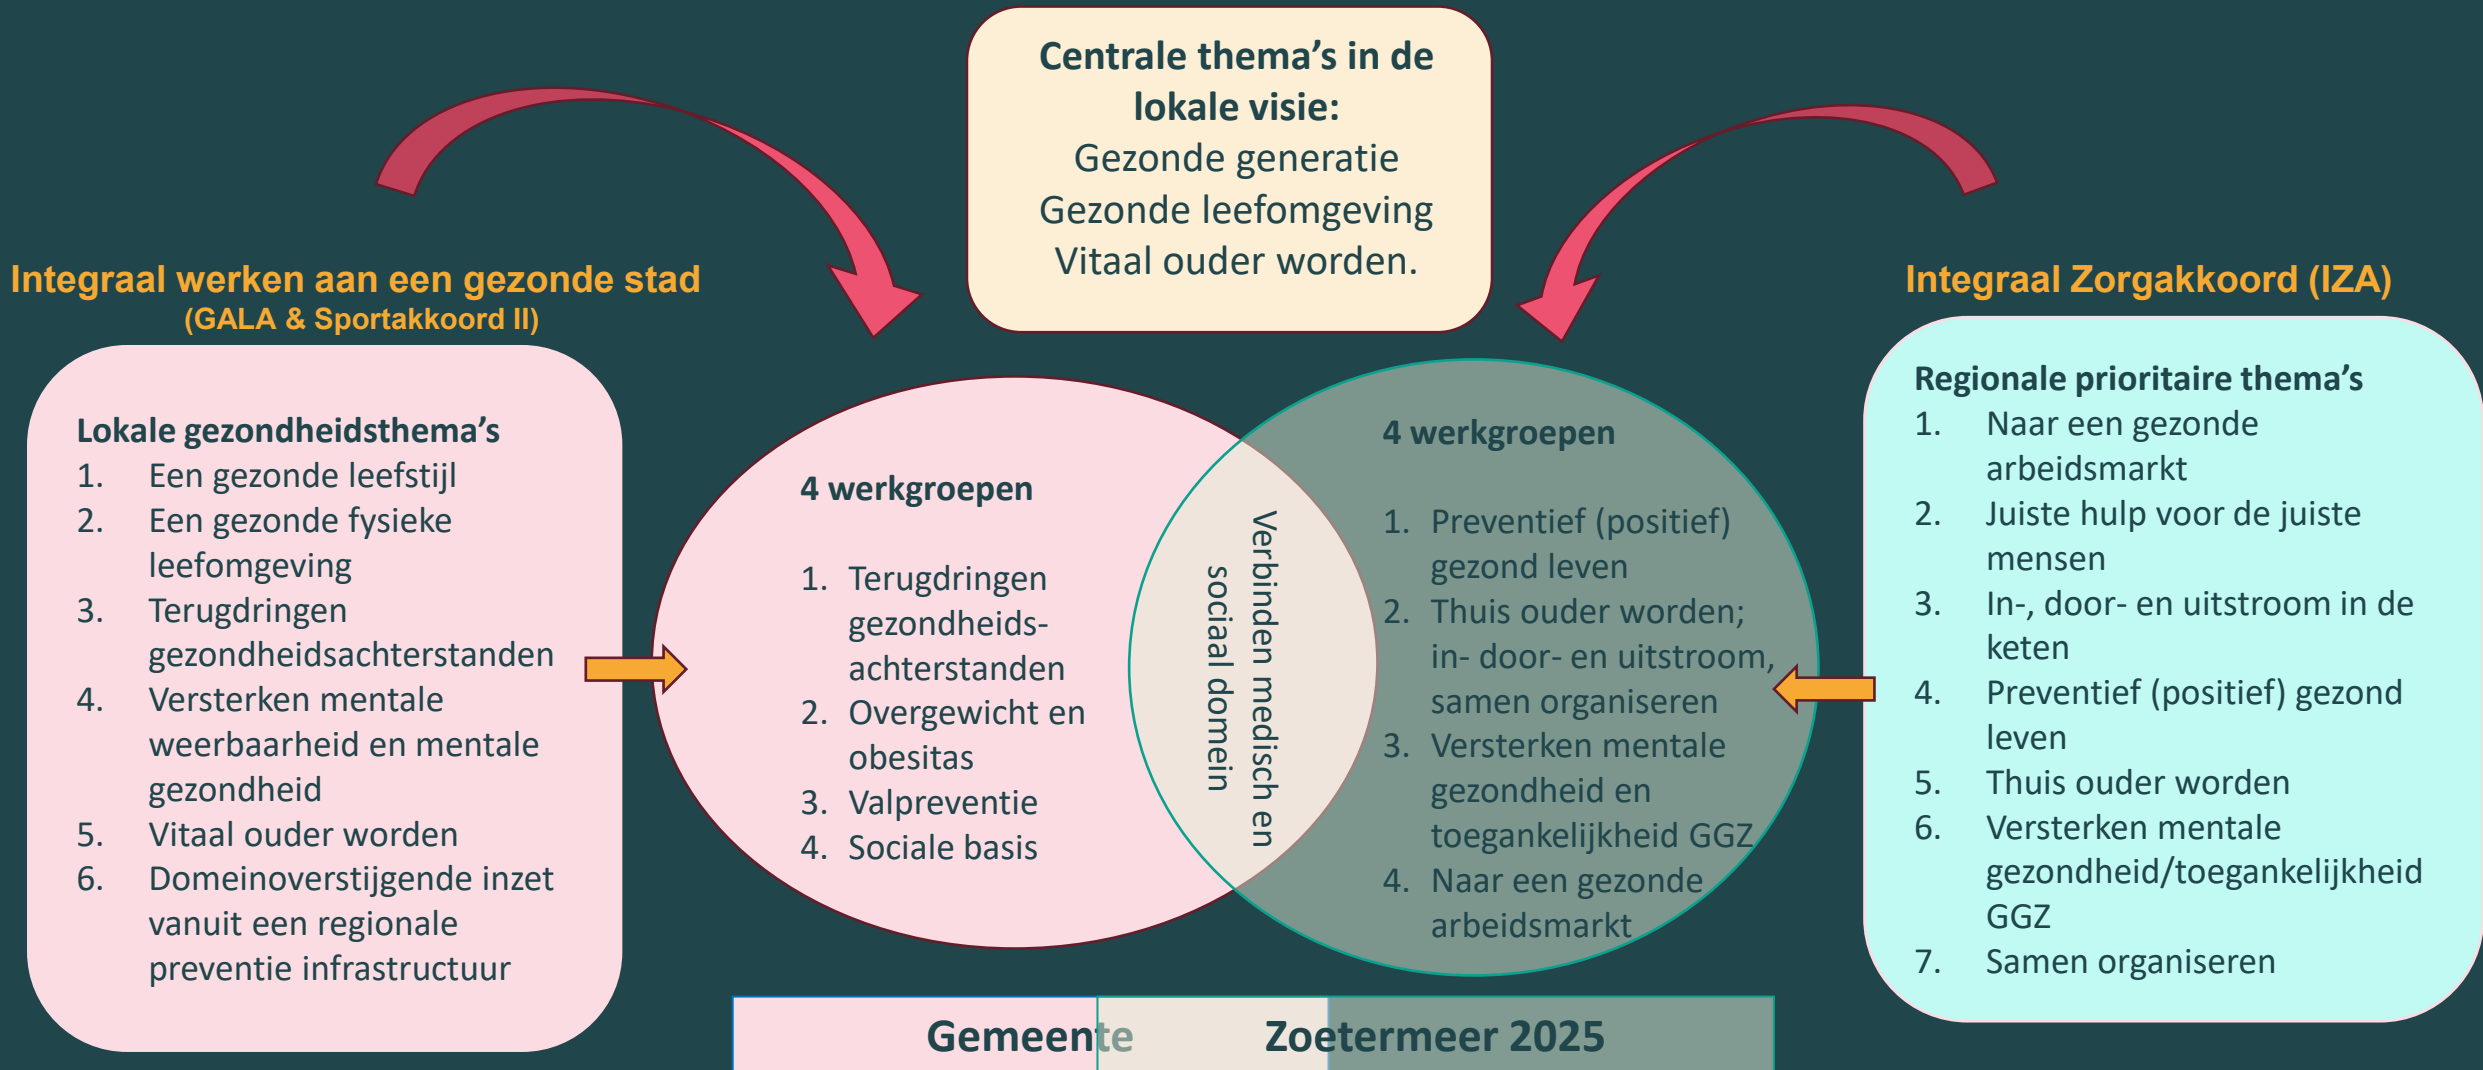 Centrale thema’s in de
lokale visie:
Gezonde generatie
Gezonde leefomgeving
Vitaal ouder worden.
Integraal werken aan een gezonde stad
(GALA & Sportakkoord II)
Lokale gezondheidsthema’s
1. Een gezonde leefstijl
2. Een gezonde fysieke
leefomgeving
3. Terugdringen
gezondheidsachterstanden
4. Versterken mentale
weerbaarheid en mentale
gezondheid
5. Vitaal ouder worden
6. Domeinoverstijgende inzet
vanuit een regionale
preventie infrastructuur
4 werkgroepen
1. Terugdringen
gezondheids-
achterstanden
2. Overgewicht en
obesitas
3. Valpreventie
4. Sociale basis
Verbinden medisch en
sociaal domein
4 werkgroepen
1. Preventief (positief)
gezond leven
2. Thuis ouder worden;
in- door- en uitstroom,
samen organiseren
3. Versterken mentale
gezondheid en
toegankelijkheid GGZ
4. Naar een gezonde
arbeidsmarkt
Integraal Zorgakkoord (IZA)
Regionale prioritaire thema’s
1. Naar een gezonde
arbeidsmarkt
2. Juiste hulp voor de juiste
mensen
3. In-, door- en uitstroom in de
keten
4. Preventief (positief) gezond
leven
5. Thuis ouder worden
6. Versterken mentale
gezondheid/toegankelijkheid
GGZ
7. Samen organiseren
Gemeente Zoetermeer 2025